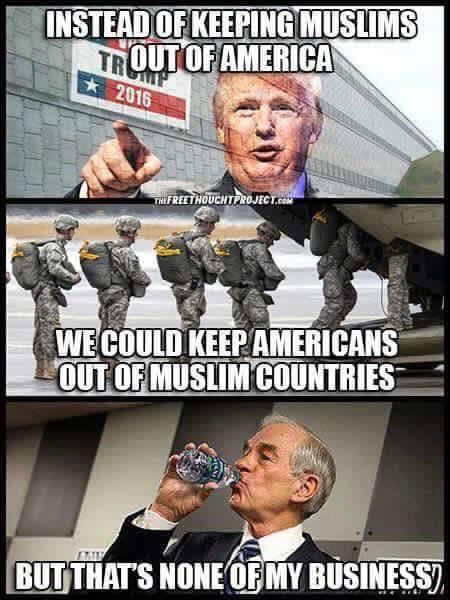 INSTEAD OF KEEPING MUSLIMS
OUT OF AMERICA
TRUMP
2016
THEFREETHOUGHTPROJECT.COM
WE COULD KEEP AMERICANS
OUT OF MUSLIM COUNTRIES
BUT THAT'S NONE OF MY BUSINESS